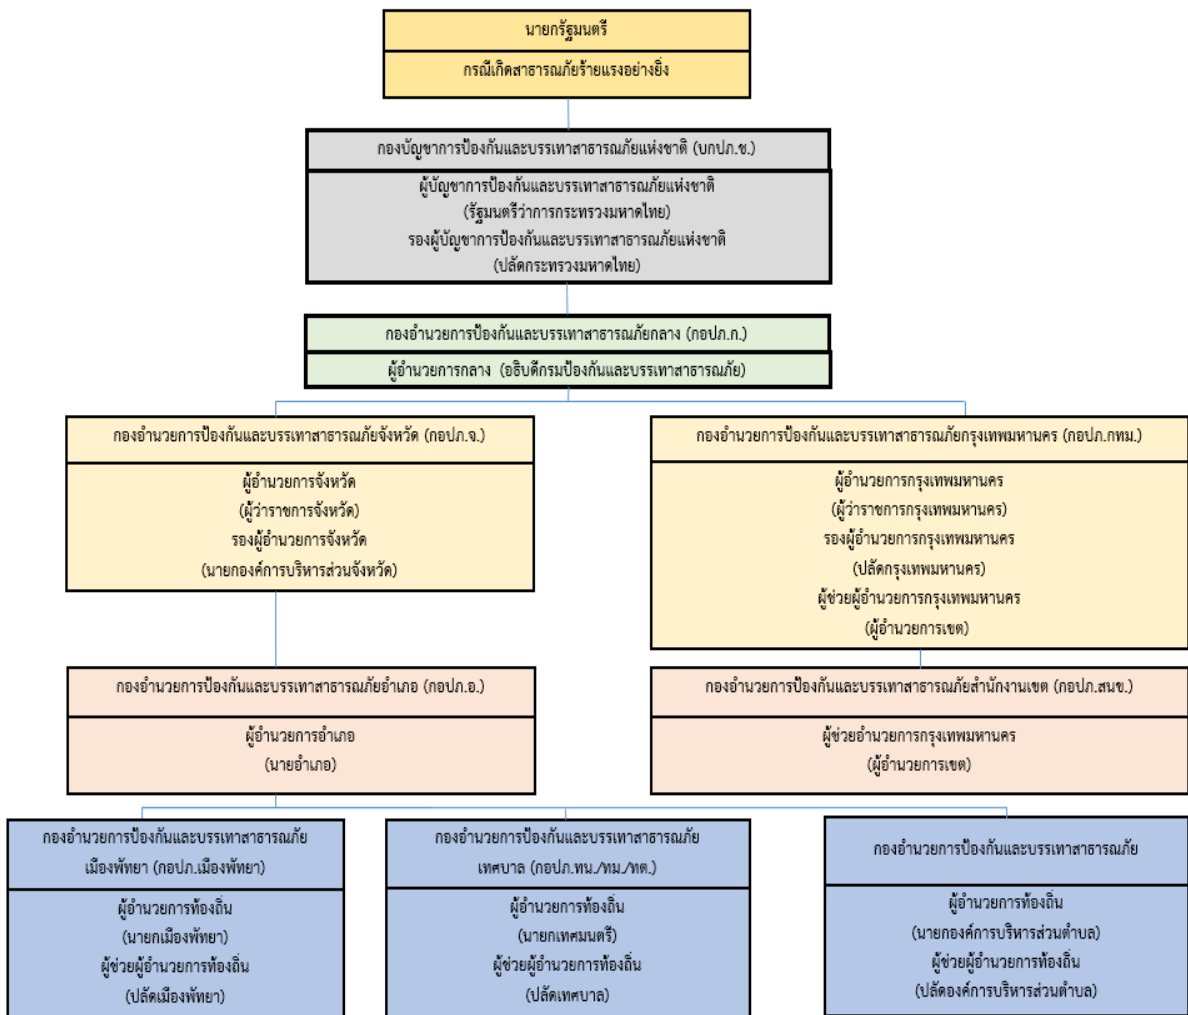 นายกรัฐมนตรี
กรณีเกิดสาธารณภัยร้ายแรงอย่างยิ่ง
กองบัญชาการป้องกันและบรรเทาสาธารณภัยแห่งชาติ (บกปภ.ช.)
ผู้บัญชาการป้องกันและบรรเทาสาธารณภัยแห่งชาติ
(รัฐมนตรีว่าการกระทรวงมหาดไทย)
รองผู้บัญชาการป้องกันและบรรเทาสาธารณภัยแห่งชาติ
(ปลัดกระทรวงมหาดไทย)
กองอำนวยการป้องกันและบรรเทาสาธารณภัยกลาง (กอปภ.ก.)
ผู้อำนวยการกลาง (อธิบดีกรมป้องกันและบรรเทาสาธารณภัย)
กองอำนวยการป้องกันและบรรเทาสาธารณภัยจังหวัด (กอปภ.จ.)
ผู้อำนวยการจังหวัด
(ผู้ว่าราชการจังหวัด)
รองผู้อำนวยการจังหวัด
(นายกองค์การบริหารส่วนจังหวัด)
กองอำนวยการป้องกันและบรรเทาสาธารณภัยกรุงเทพมหานคร (กอปภ.กทม.)
ผู้อำนวยการกรุงเทพมหานคร
(ผู้ว่าราชการกรุงเทพมหานคร)
รองผู้อำนวยการกรุงเทพมหานคร
(ปลัดกรุงเทพมหานคร)
ผู้ช่วยผู้อำนวยการกรุงเทพมหานคร
(ผู้อำนวยการเขต)
กองอำนวยการป้องกันและบรรเทาสาธารณภัยอำเภอ (กอปภ.อ.)
ผู้อำนวยการอำเภอ
(นายอำเภอ)
กองอำนวยการป้องกันและบรรเทาสาธารณภัยสำนักงานเขต (กอปภ.สนข.)
ผู้ช่วยอำนวยการกรุงเทพมหานคร
(ผู้อำนวยการเขต)
กองอำนวยการป้องกันและบรรเทาสาธารณภัย
เมืองพัทยา (กอปภ.เมืองพัทยา)
ผู้อำนวยการท้องถิ่น
(นายกเมืองพัทยา)
ผู้ช่วยผู้อำนวยการท้องถิ่น
(ปลัดเมืองพัทยา)
กองอำนวยการป้องกันและบรรเทาสาธารณภัย
เทศบาล (กอปภ.ทน./ทม./ทต.)
ผู้อำนวยการท้องถิ่น
(นายกเทศมนตรี)
ผู้ช่วยผู้อำนวยการท้องถิ่น
(ปลัดเทศบาล)
กองอำนวยการป้องกันและบรรเทาสาธารณภัย
ผู้อำนวยการท้องถิ่น
(นายกองค์การบริหารส่วนตำบล)
ผู้ช่วยผู้อำนวยการท้องถิ่น
(ปลัดองค์การบริหารส่วนตำบล)